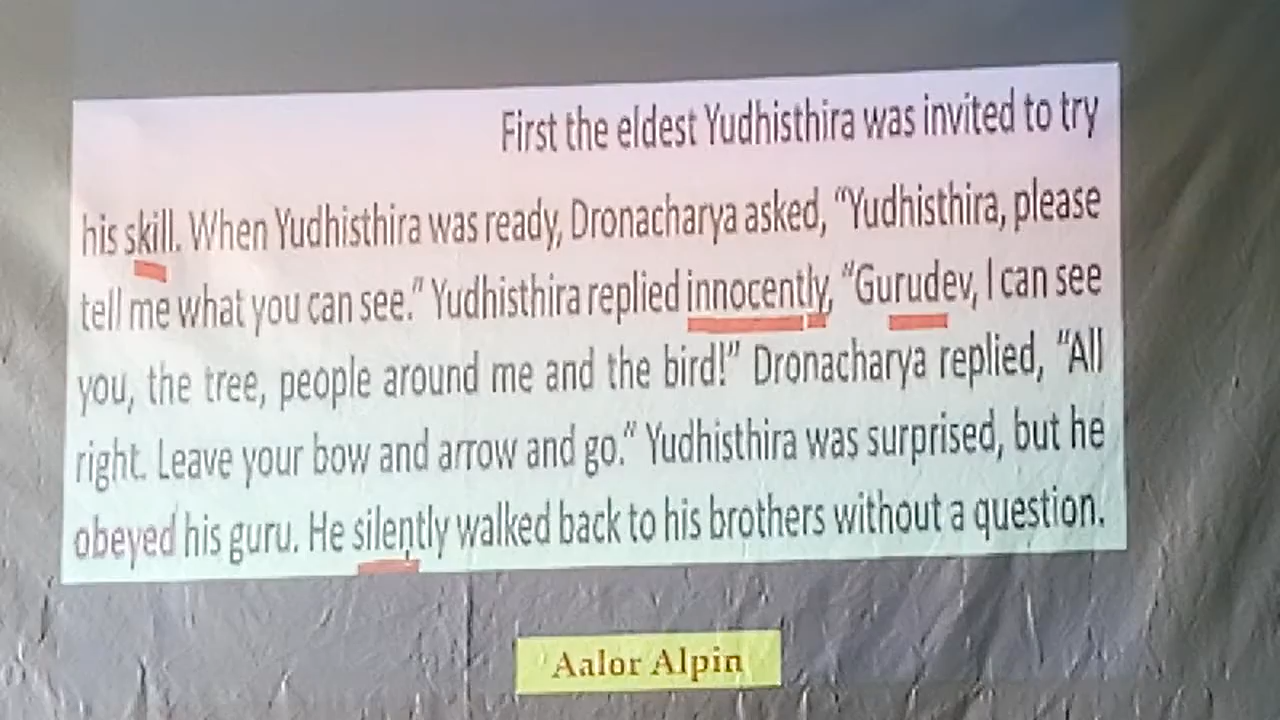 First the eldest Yudhisthira was invited to try
his skill. When Yudhisthira was ready, Dronacharya asked, “Yudhisthira, please
tell me what you can see.” Yudhisthira replied innocently, “Gurudev, I can see
you, the tree, people around me and the bird!” Dronacharya replied, “All
right. Leave your bow and arrow and go.” Yudhisthira was surprised, but he
obeyed his guru. He silently walked back to his brothers without a question.
Aalor Alpin